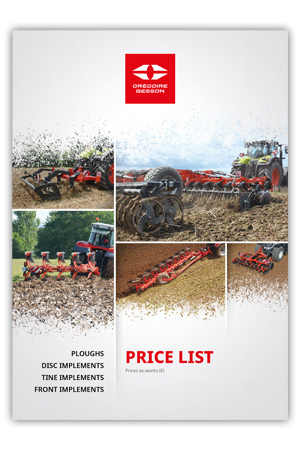 GRÉGOIRE
BESSON
PLOUGHS
DISC IMPLEMENTS
TINE IMPLEMENTS
FRONT IMPLEMENTS
PRICE LIST
Prices ex-works (€)